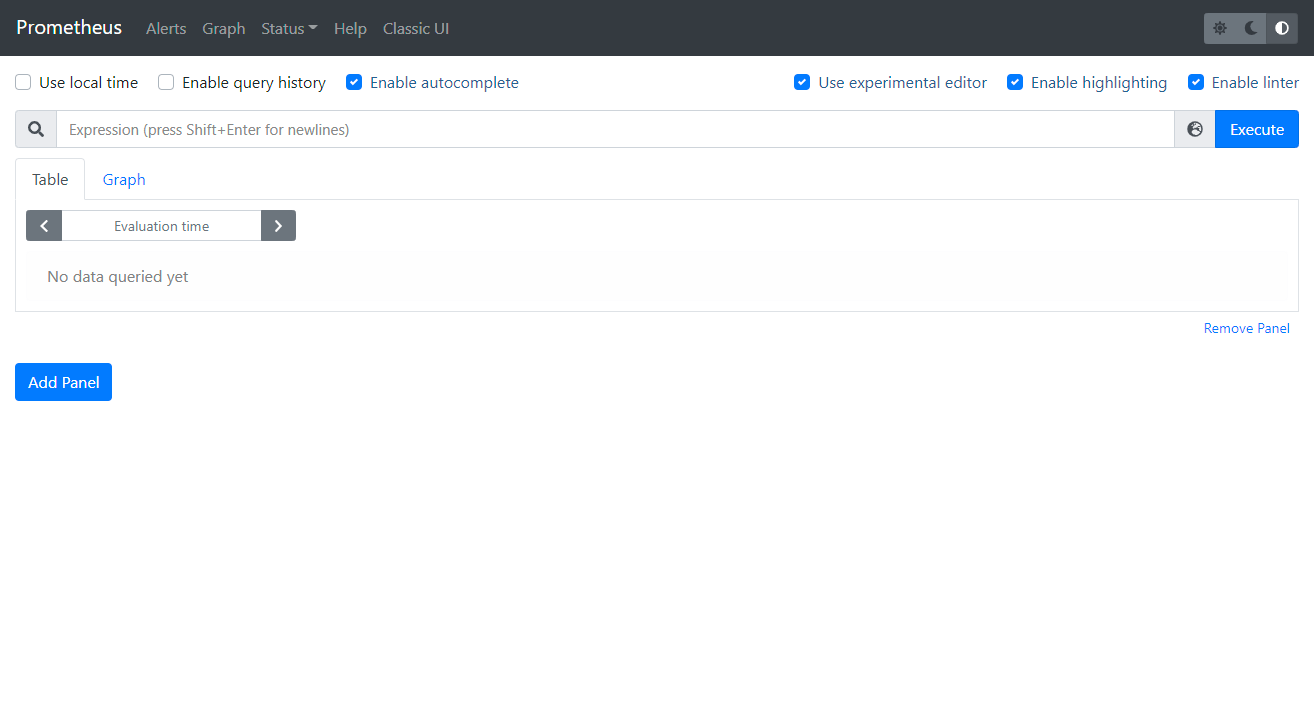 Prometheus Alerts Graph Status Help Classic UI
Use local time Enable query history Enable autocomplete Use experimental editor Enable highlighting Enable linter
Expression (press Shift+Enter for newlines) Execute
Table Graph
Evaluation time
No data queried yet
Remove Panel
Add Panel